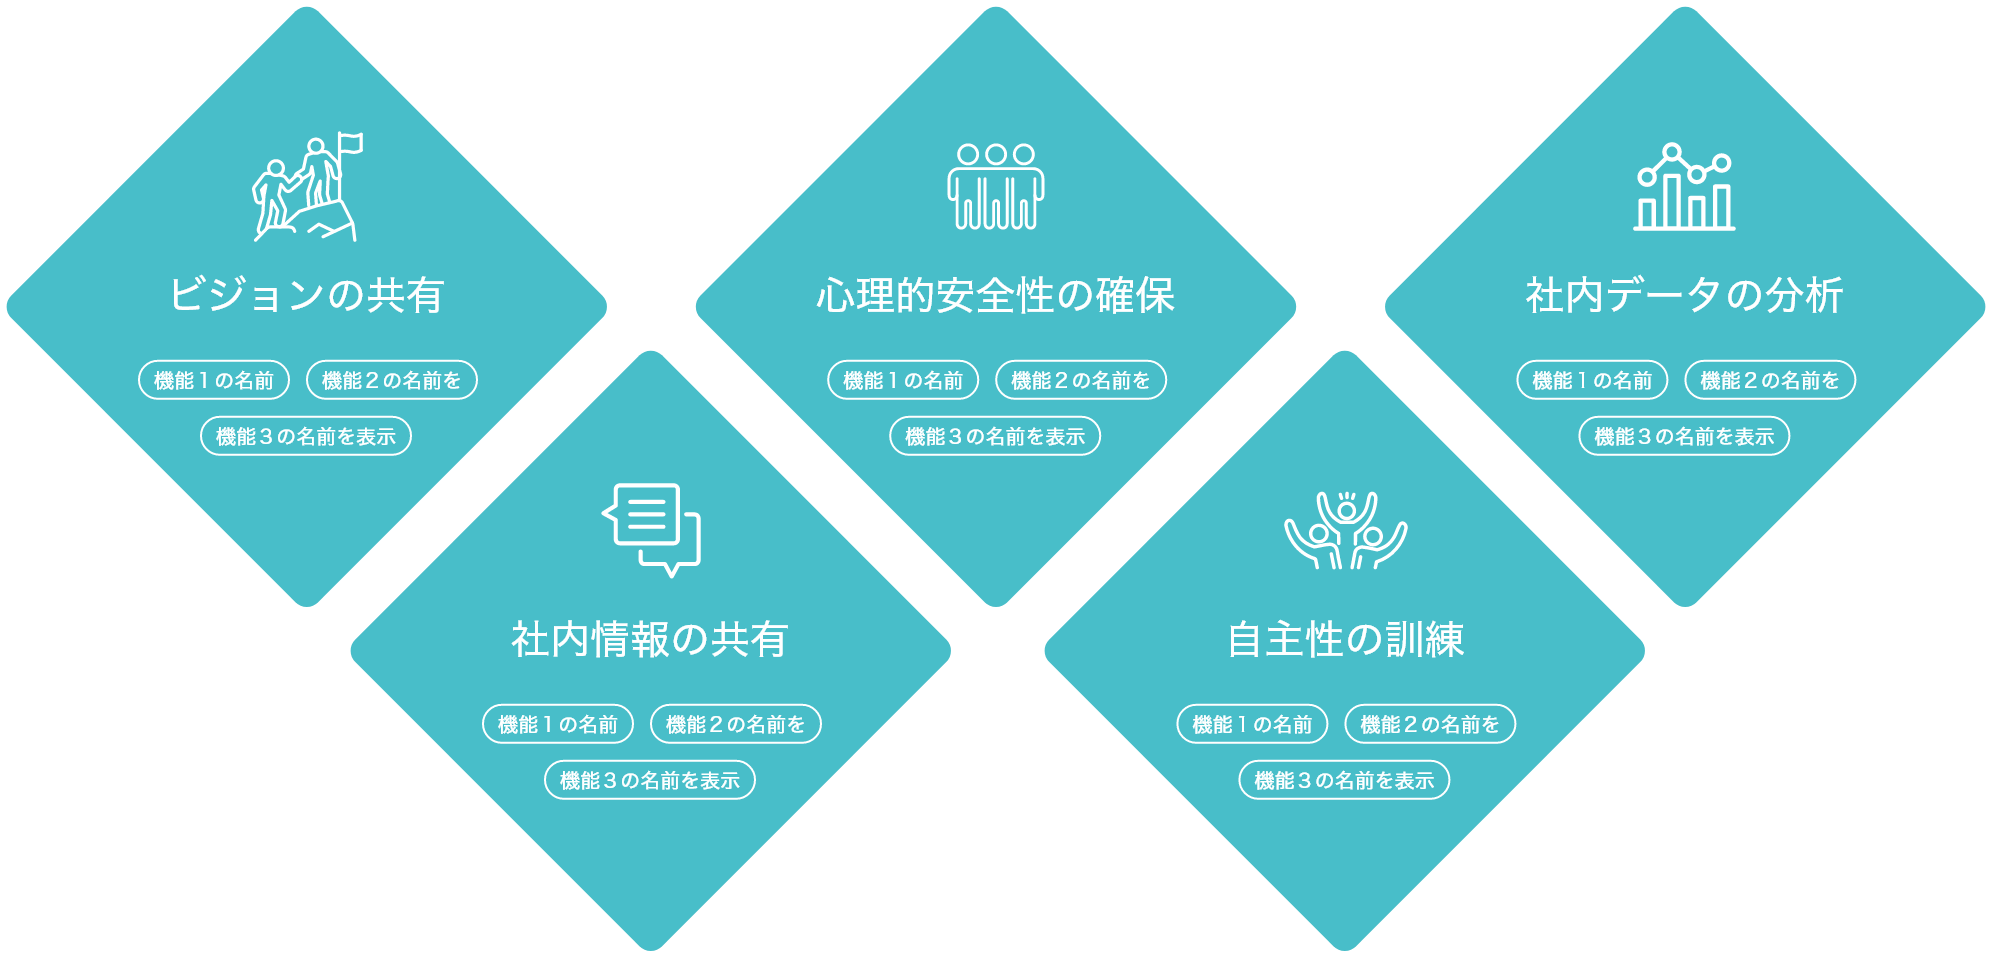 ビジョンの共有
機能１の名前
機能２の名前を
機能３の名前を表示
心理的安全性の確保
機能１の名前
機能２の名前を
機能３の名前を表示
社内データの分析
機能１の名前
機能２の名前を
機能３の名前を表示
社内情報の共有
機能１の名前
機能２の名前を
機能３の名前を表示
自主性の訓練
機能１の名前
機能２の名前を
機能３の名前を表示